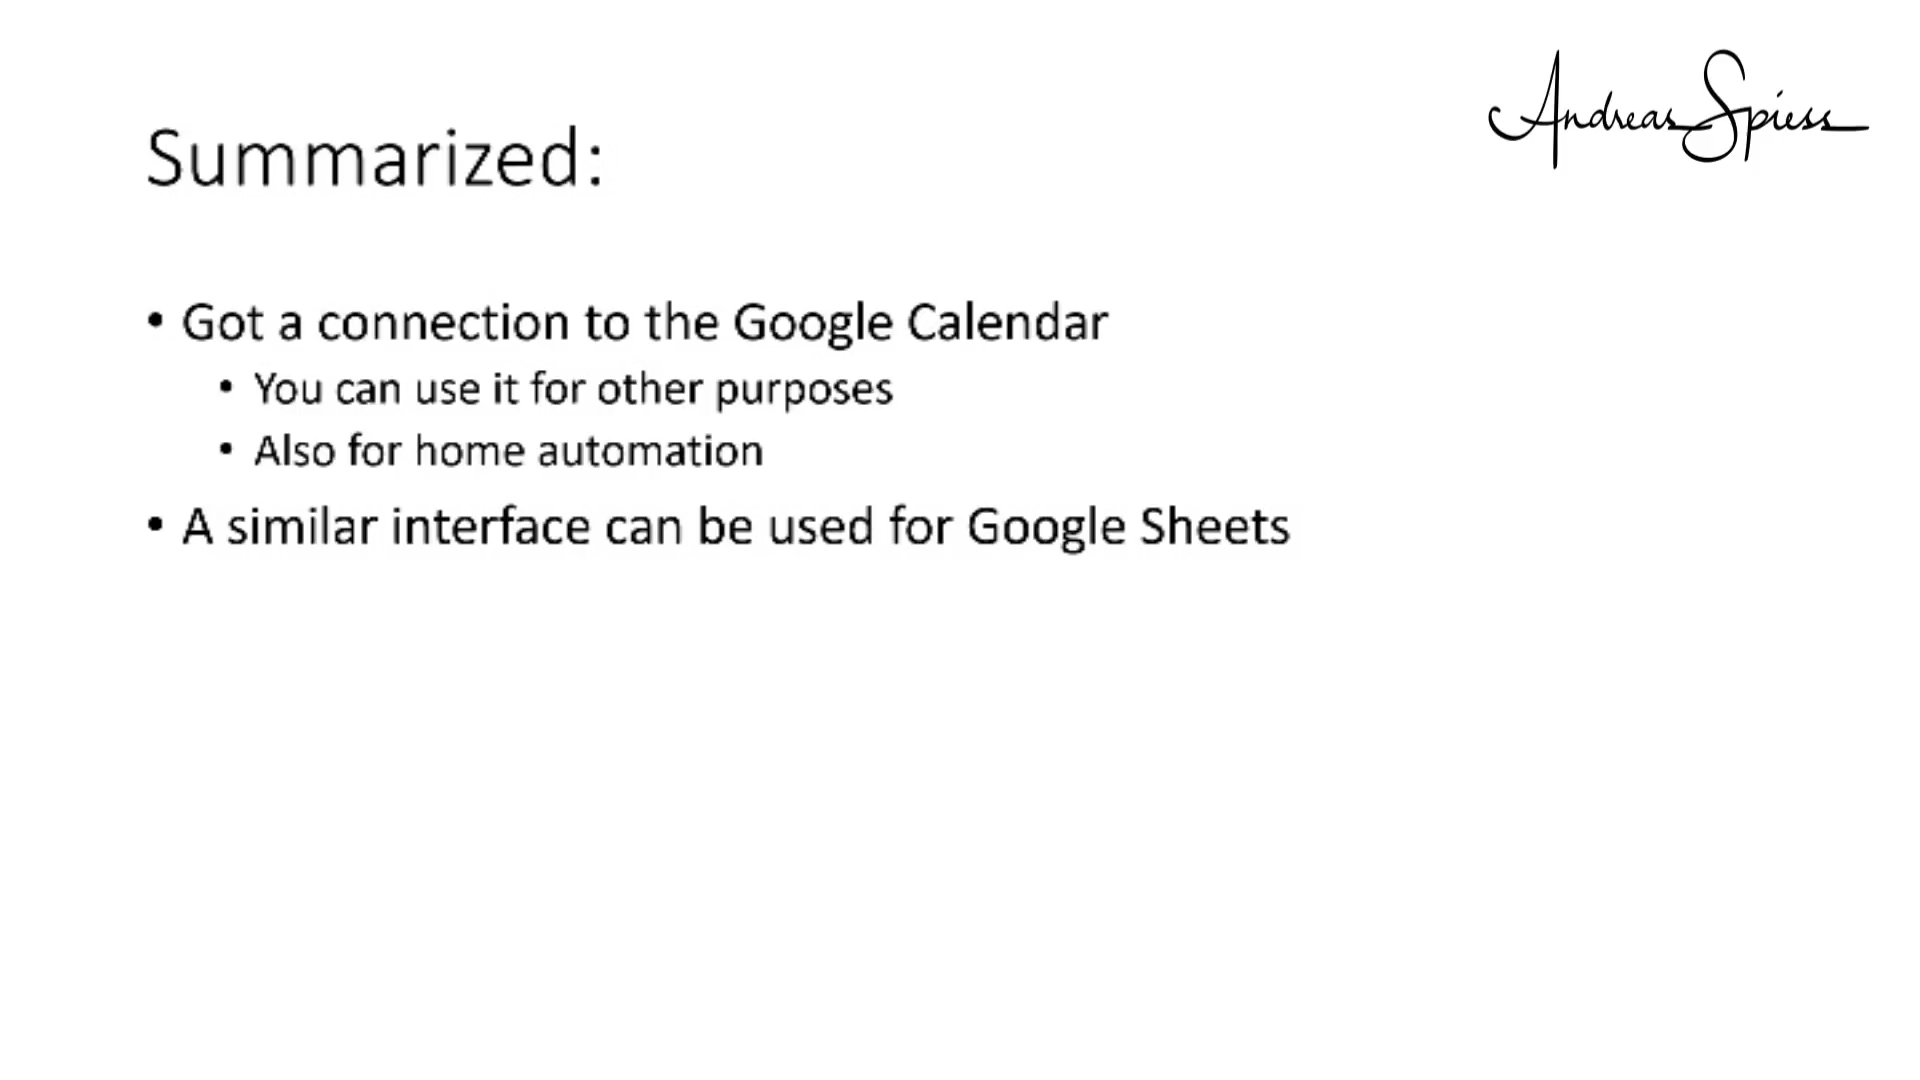 Andreas Spiess
Summarized:
• Got a connection to the Google Calendar
• You can use it for other purposes
• Also for home automation
• A similar interface can be used for Google Sheets